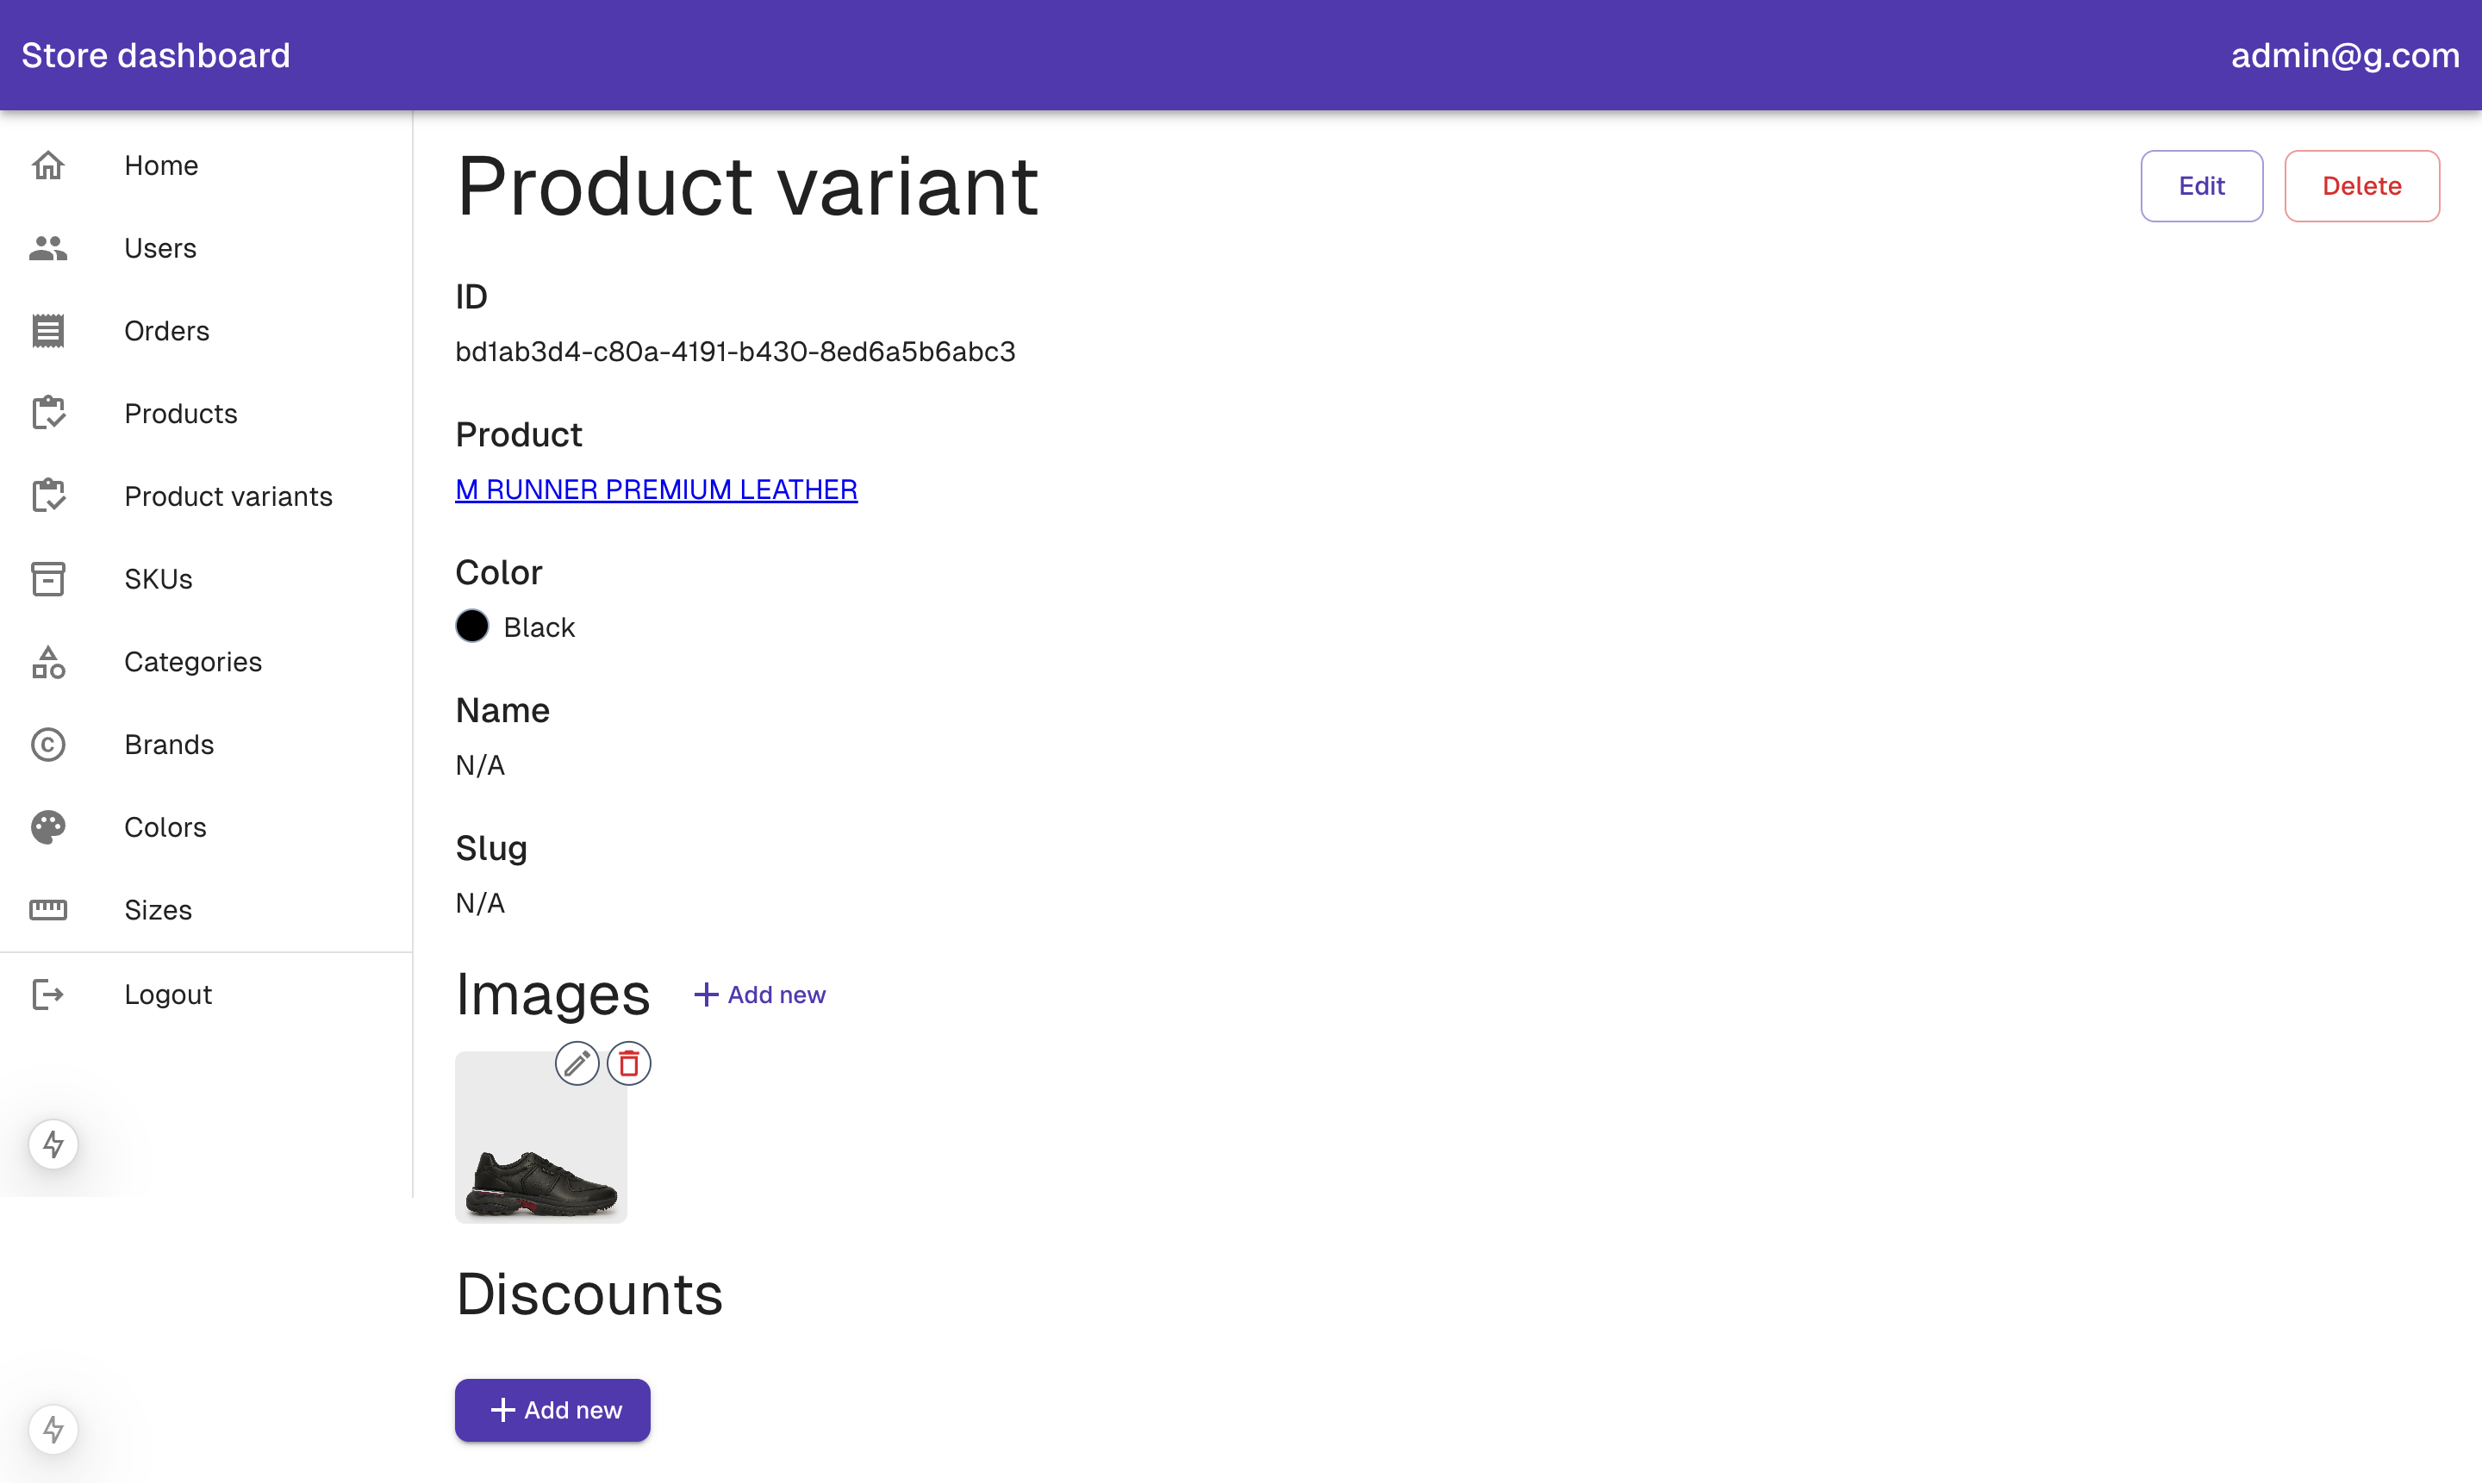 Store dashboard
admin@g.com
Home
Users
Orders
Products
Product variants
SKUs
Categories
Brands
Colors
Sizes
Logout
Product variant
Edit
Delete
ID
bd1ab3d4-c80a-4191-b430-8ed6a5b6abc3
Product
M RUNNER PREMIUM LEATHER
Color
Black
Name
N/A
Slug
N/A
Images
Add new
Discounts
Add new